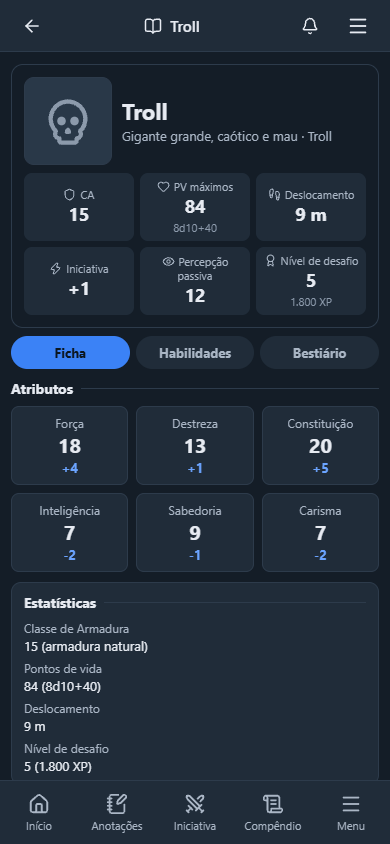 Troll
Troll
Gigante grande, caótico e mau · Troll
CA
15
PV máximos
84
8d10+40
Deslocamento
9 m
Iniciativa
+1
Percepção
passiva
12
Nível de desafio
5
1.800 XP
Ficha
Habilidades
Bestiário
Atributos
Força
18
+4
Destreza
13
+1
Constituição
20
+5
Inteligência
7
-2
Sabedoria
9
-1
Carisma
7
-2
Estatísticas
Classe de Armadura
15 (armadura natural)
Pontos de vida
84 (8d10+40)
Deslocamento
9 m
Nível de desafio
5 (1.800 XP)
Início
Anotações
Iniciativa
Compêndio
Menu